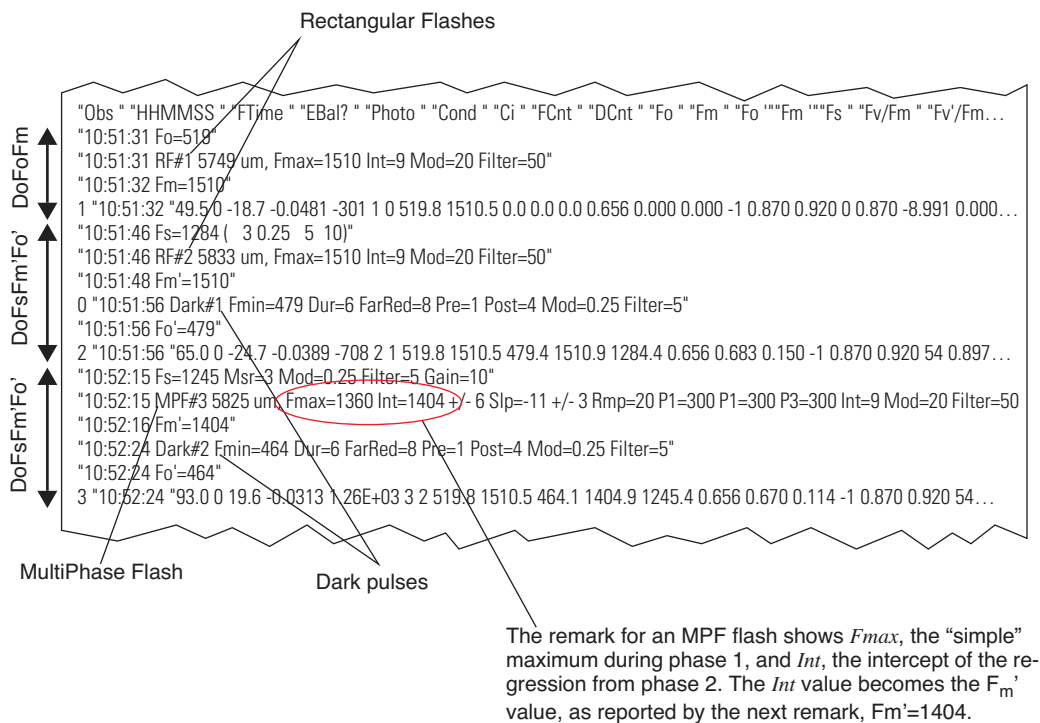 Rectangular Flashes
"Obs " "HHMMSS " "FTime " "EBal? " "Photo " "Cond " "Ci " "FCnt " "DCnt " "Fo " "Fm " "Fo '""Fm '""Fs " "Fv/Fm " "Fv'/Fm…
"10:51:31 Fo=519"
"10:51:31 RF#1 5749 um, Fmax=1510 Int=9 Mod=20 Filter=50"
"10:51:32 Fm=1510"
1 "10:51:32 "49.5 0 -18.7 -0.0481 -301 1 0 519.8 1510.5 0.0 0.0 0.0 0.656 0.000 0.000 -1 0.870 0.920 0 0.870 -8.991 0.000…
DoFoFm
"10:51:46 Fs=1284 ( 3 0.25 5 10)"
"10:51:46 RF#2 5833 um, Fmax=1510 Int=9 Mod=20 Filter=50"
"10:51:48 Fm'=1510"
0 "10:51:56 Dark#1 Fmin=479 Dur=6 FarRed=8 Pre=1 Post=4 Mod=0.25 Filter=5"
"10:51:56 Fo'=479"
2 "10:51:56 "65.0 0 -24.7 -0.0389 -708 2 1 519.8 1510.5 479.4 1510.9 1284.4 0.656 0.683 0.150 -1 0.870 0.920 54 0.897…
DoFsFm'Fo'
"10:52:15 Fs=1245 Msr=3 Mod=0.25 Filter=5 Gain=10"
"10:52:15 MPF#3 5825 um, Fmax=1360 Int=1404 +/- 6 Slp=-11 +/- 3 Rmp=20 P1=300 P1=300 P3=300 Int=9 Mod=20 Filter=50
"10:52:16 Fm'=1404"
"10:52:24 Dark#2 Fmin=464 Dur=6 FarRed=8 Pre=1 Post=4 Mod=0.25 Filter=5"
"10:52:24 Fo'=464"
3 "10:52:24 "93.0 0 19.6 -0.0313 1.26E+03 3 2 519.8 1510.5 464.1 1404.9 1245.4 0.656 0.670 0.114 -1 0.870 0.920 54…
DoFsFm'Fo'
MultiPhase Flash
Dark pulses
The remark for an MPF flash shows Fmax, the “simple”
maximum during phase 1, and Int, the intercept of the re-
gression from phase 2. The Int value becomes the Fm’
value, as reported by the next remark, Fm’=1404.